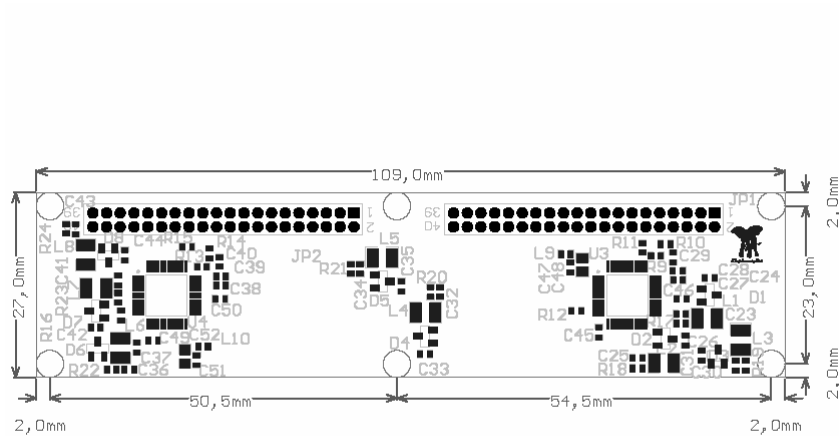 109,0mm
2,0mm
C43
JP1
39
1
39
1
2
40
2
R24
L8
D8
C44
R15
R14
C40
L5
R11
R10
C29
R13
C39
JP2
R21
C35
L9
U3
R9
C28
C24
C41
C27
27,0mm
R23
C38
C34
D5
R20
C47
C48
C46
L1
D1
23,0mm
C50
L4
C32
R12
C23
R16
D7
L6
U4
C42
C49
C52
L10
D4
C45
D2
C26
L3
D6
C37
C25
R22
C36
C51
C33
R18
C30
R19
2,0mm
50,5mm
54,5mm
2,0mm
2,0mm